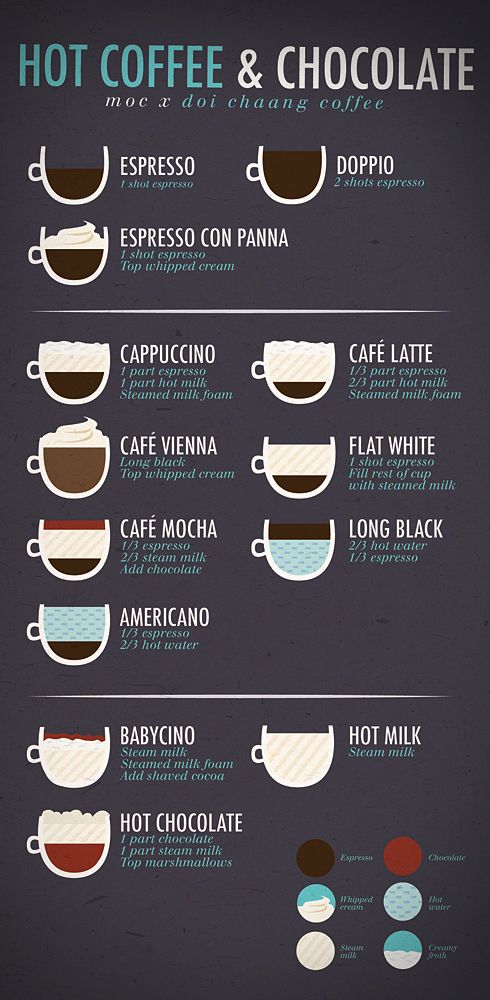 HOT COFFEE & CHOCOLATE
moc x doi chaang coffee
ESPRESSO
1 shot espresso
DOPPIO
2 shots espresso
ESPRESSO CON PANNA
1 shot espresso
Top whipped cream
CAPPUCCINO
1 part espresso
1 part hot milk
Steamed milk foam
CAFÉ LATTE
1/3 part espresso
2/3 part hot milk
Steamed milk foam
CAFÉ VIENNA
Long black
Top whipped cream
FLAT WHITE
1 shot espresso
Fill rest of cup
with steamed milk
CAFÉ MOCHA
1/3 espresso
2/3 steam milk
Add chocolate
LONG BLACK
2/3 hot water
1/3 espresso
AMERICANO
1/3 espresso
2/3 hot water
BABYCINO
Steam milk
Steamed milk foam
Add shaved cocoa
HOT MILK
Steam milk
HOT CHOCOLATE
1 part chocolate
1 part steam milk
Top marshmallows
Espresso
Chocolate
Whipped
cream
Hot
water
Steam
milk
Creamy
froth